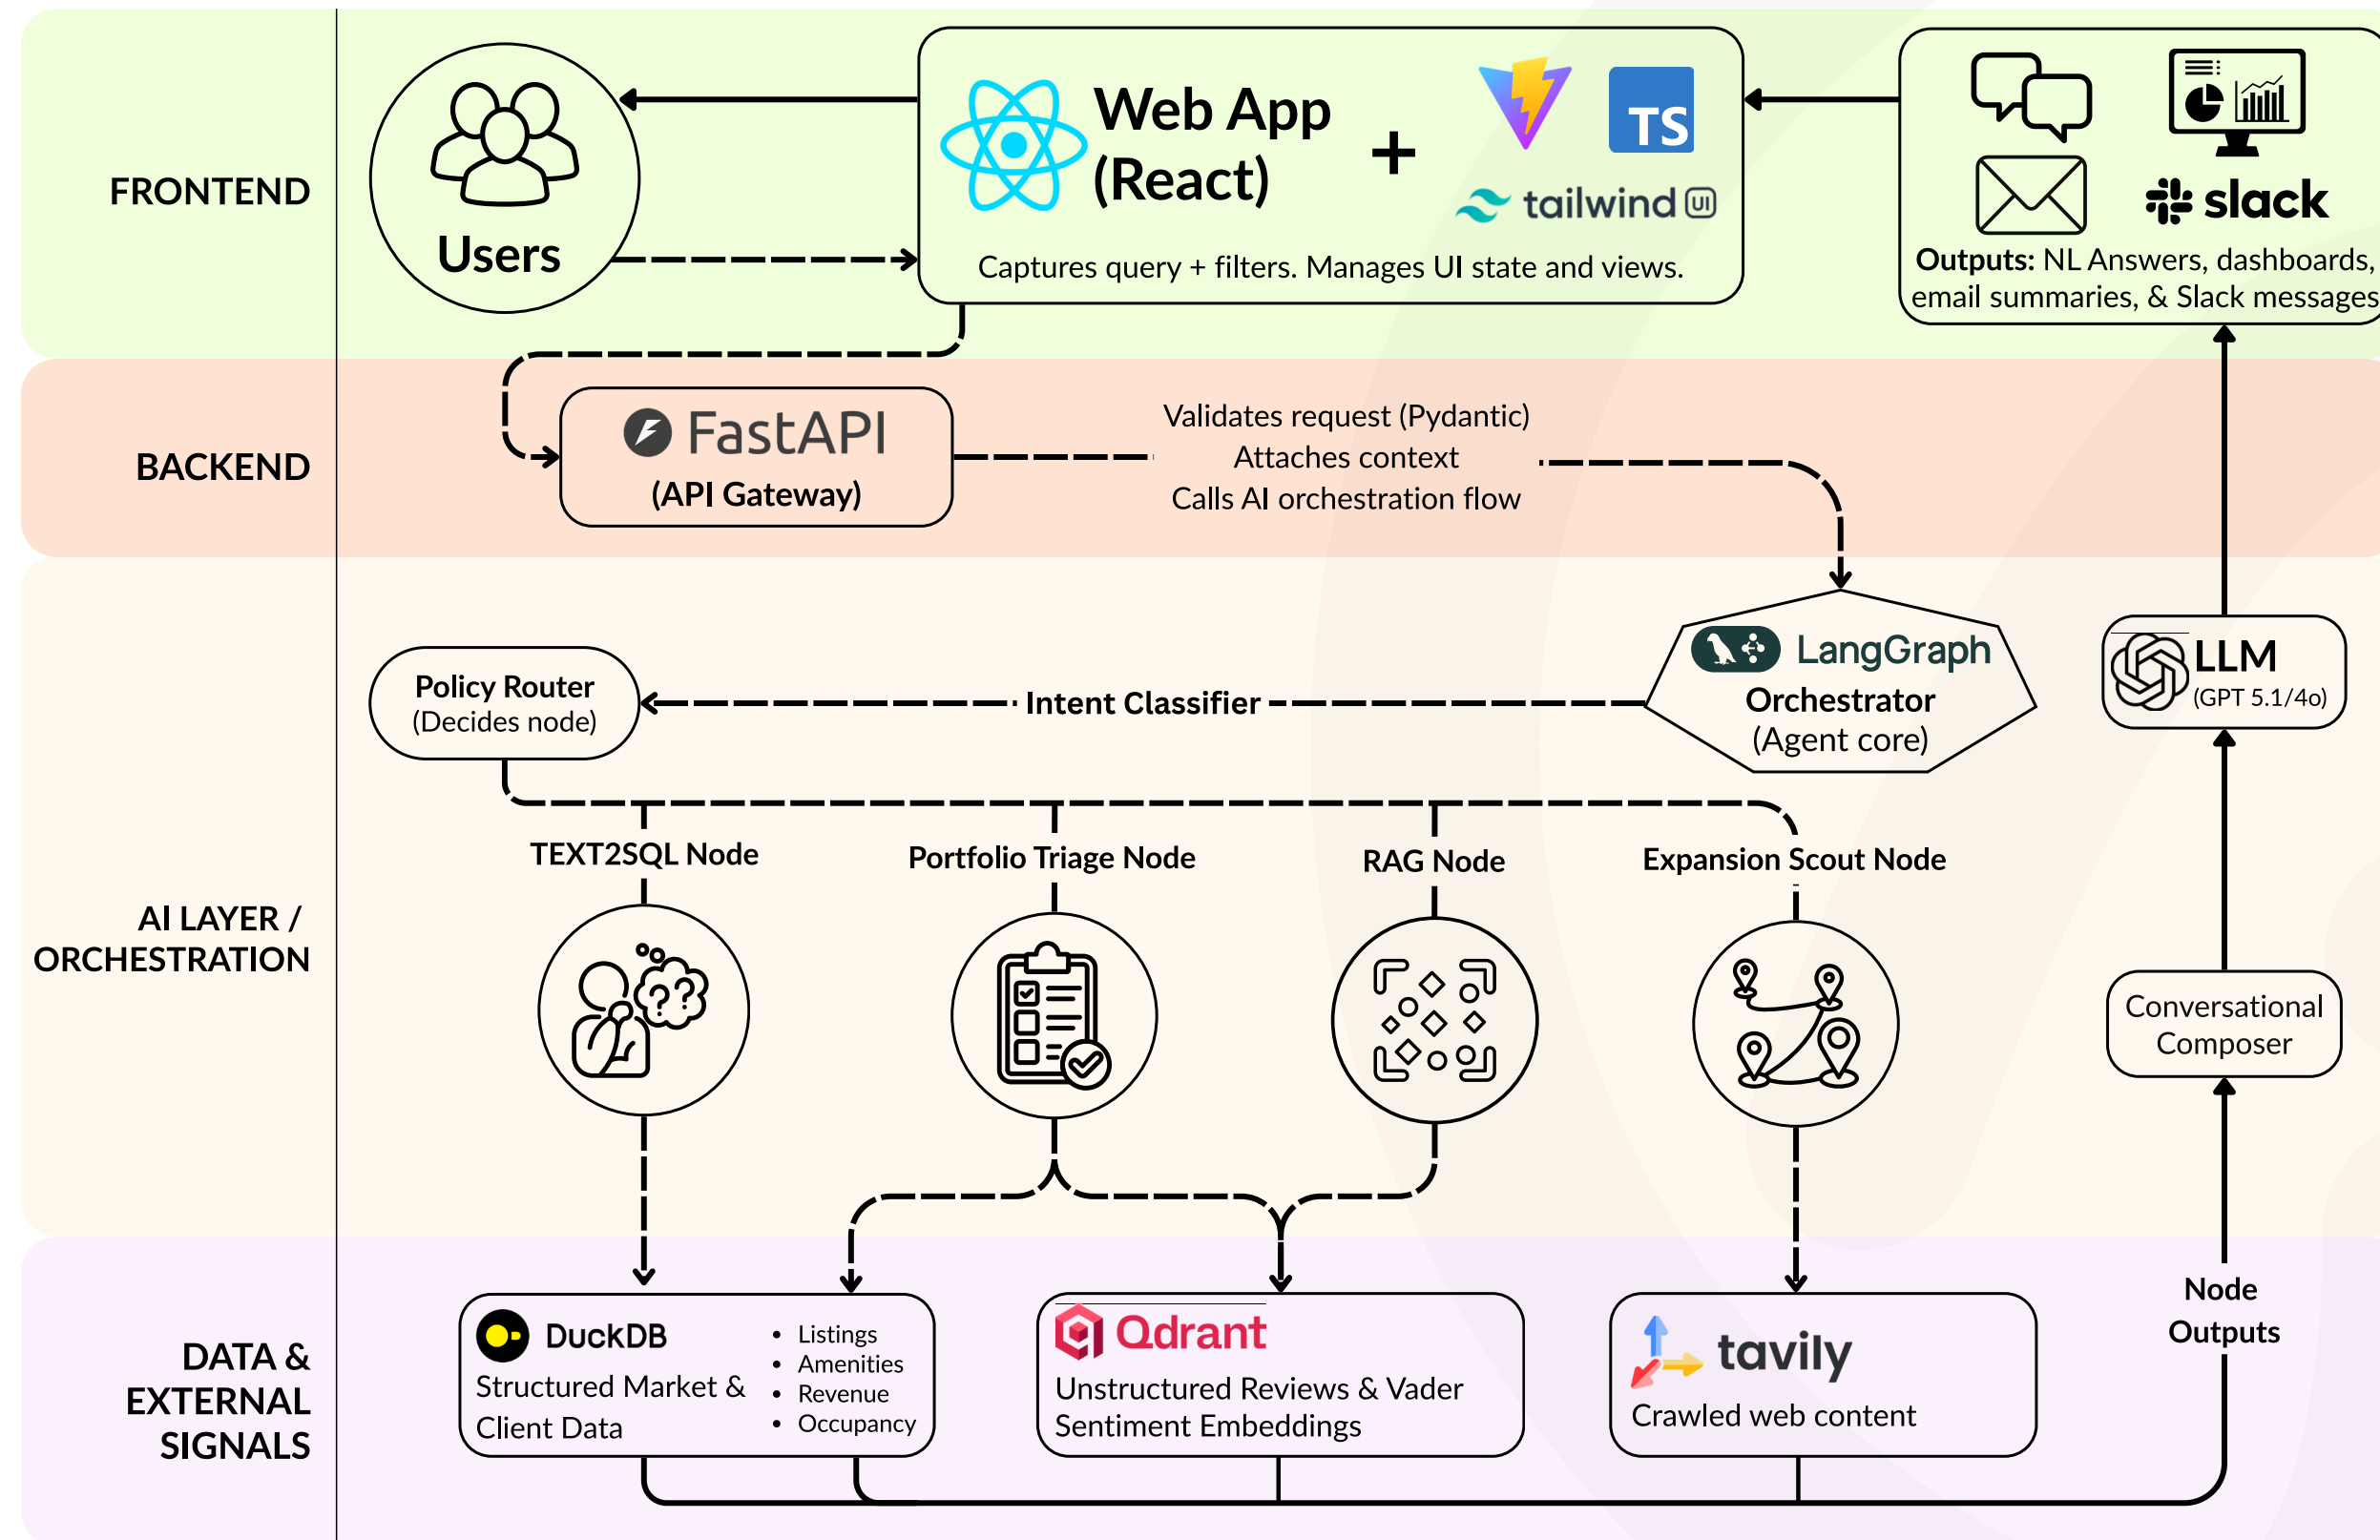 FRONTEND
Users
Web App
(React)
+
TS
tailwind UI
Captures query + filters. Manages UI state and views.
slack
Outputs: NL Answers, dashboards,
email summaries, & Slack messages
BACKEND
FastAPI
(API Gateway)
Validates request (Pydantic)
Attaches context
Calls AI orchestration flow
AI LAYER /
ORCHESTRATION
Policy Router
(Decides node)
Intent Classifier
LangGraph
Orchestrator
(Agent core)
LLM
(GPT 5.1/4o)
TEXT2SQL Node
Portfolio Triage Node
RAG Node
Expansion Scout Node
? ?
Conversational
Composer
DATA &
EXTERNAL
SIGNALS
DuckDB
Structured Market &
Client Data
• Listings
• Amenities
• Revenue
• Occupancy
Qdrant
Unstructured Reviews & Vader
Sentiment Embeddings
tavily
Crawled web content
Node
Outputs